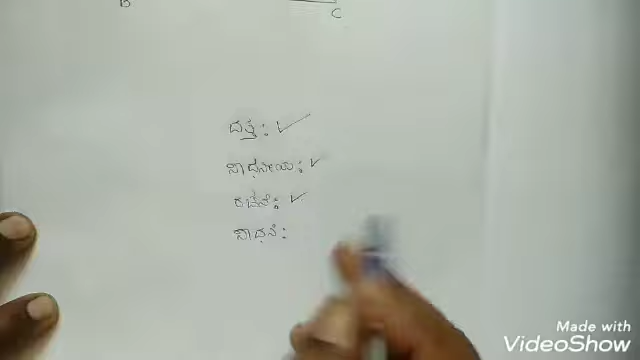 B
C
ದತ್ತ: ✓
ಸಾಧನೀಯ: ✓
ರಚನೆ: ✓
ಸಾಧನೆ:
Made with
VideoShow